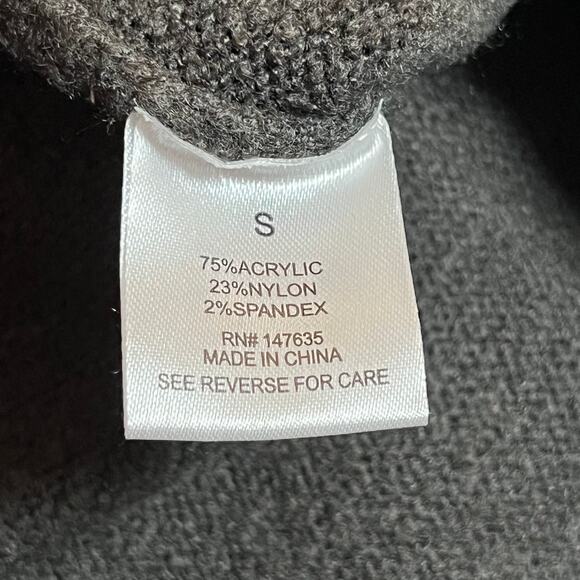 S
75%ACRYLIC
23%NYLON
2%SPANDEX
RN# 147635
MADE IN CHINA
SEE REVERSE FOR CARE